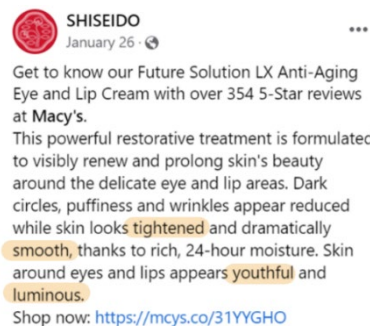 SHISEIDO
January 26 ·
Get to know our Future Solution LX Anti-Aging
Eye and Lip Cream with over 354 5-Star reviews
at Macy's.
This powerful restorative treatment is formulated
to visibly renew and prolong skin's beauty
around the delicate eye and lip areas. Dark
circles, puffiness and wrinkles appear reduced
while skin looks tightened and dramatically
smooth, thanks to rich, 24-hour moisture. Skin
around eyes and lips appears youthful and
luminous.
Shop now: https://mcys.co/31YYGHO